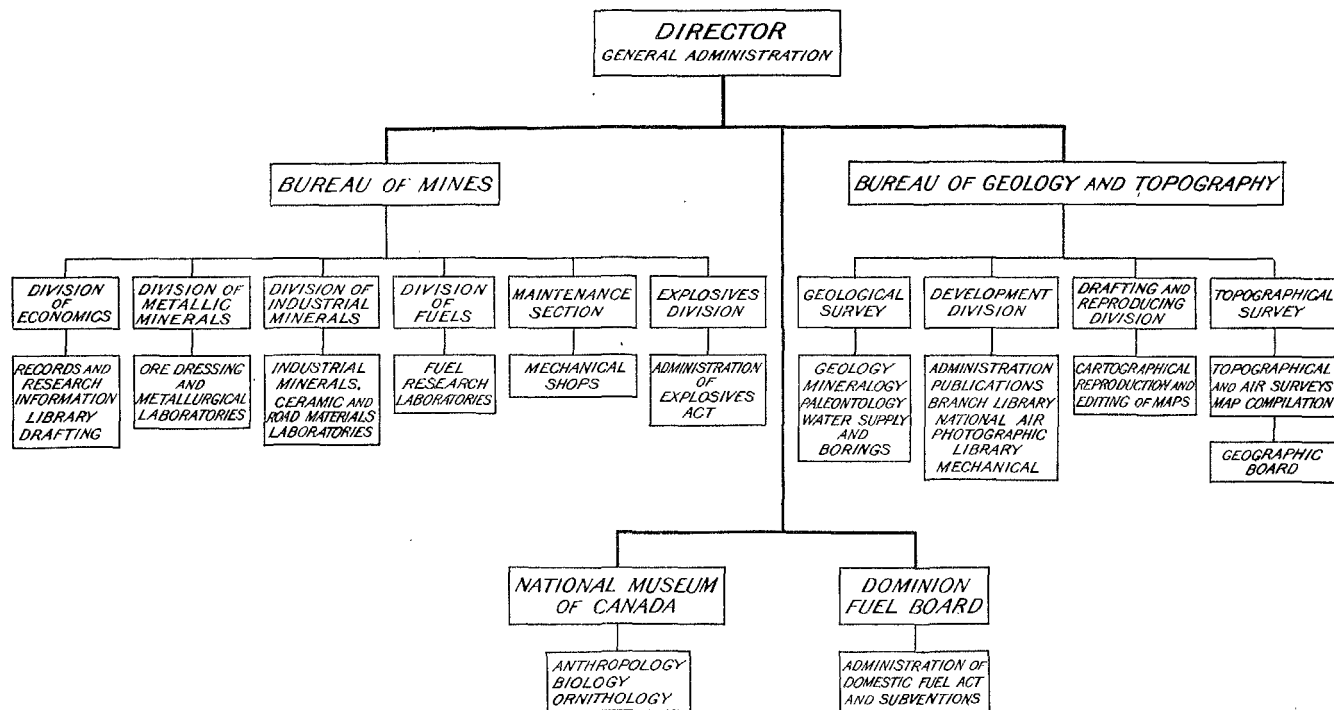 DIRECTOR
GENERAL ADMINISTRATION
BUREAU OF MINES
BUREAU OF GEOLOGY AND TOPOGRAPHY
DIVISION
OF
ECONOMICS
DIVISION OF
METALLIC
MINERALS
DIVISION OF
INDUSTRIAL
MINERALS
DIVISION
OF
FUELS
MAINTENANCE
SECTION
EXPLOSIVES
DIVISION
GEOLOGICAL
SURVEY
DEVELOPMENT
DIVISION
DRAFTING AND
REPRODUCING
DIVISION
TOPOGRAPHICAL
SURVEY
RECORDS AND
RESEARCH
INFORMATION
LIBRARY
DRAFTING
ORE DRESSING
AND
METALLURGICAL
LABORATORIES
INDUSTRIAL
MINERALS,
CERAMIC AND
ROAD MATERIALS
LABORATORIES
FUEL
RESEARCH
LABORATORIES
MECHANICAL
SHOPS
ADMINISTRATION
OF
EXPLOSIVES
ACT
GEOLOGY
MINERALOGY
PALEONTOLOGY
WATER SUPPLY
AND
BORINGS
ADMINISTRATION
PUBLICATIONS
BRANCH LIBRARY
NATIONAL AIR
PHOTOGRAPHIC
LIBRARY
MECHANICAL
CARTOGRAPHICAL
REPRODUCTION AND
EDITING OF MAPS
TOPOGRAPHICAL
AND AIR SURVEYS
MAP COMPILATION
GEOGRAPHIC
BOARD
NATIONAL MUSEUM
OF CANADA
DOMINION
FUEL BOARD
ANTHROPOLOGY
BIOLOGY
ORNITHOLOGY
ADMINISTRATION OF
DOMESTIC FUEL ACT
AND SUBVENTIONS